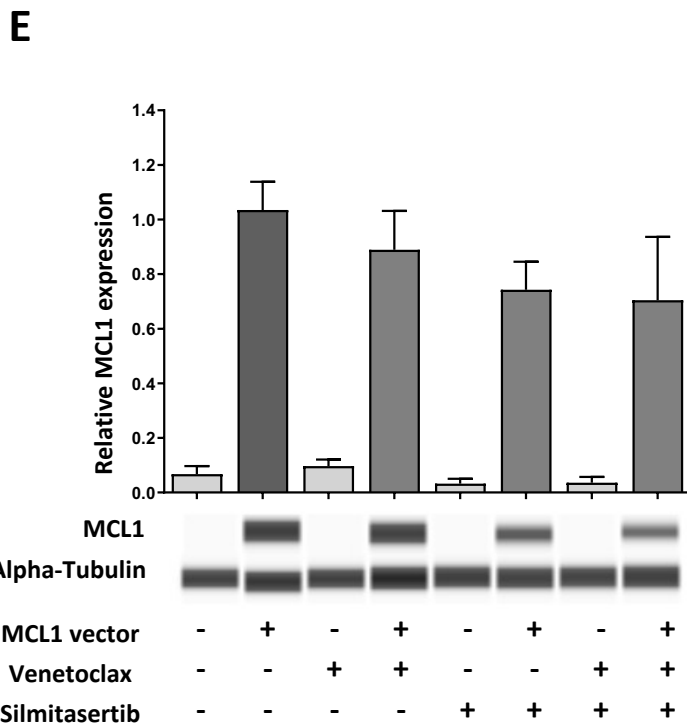 E
1.4
1.2
1.0
0.8
0.6
0.4
0.2
0.0
Relative MCL1 expression
MCL1
Alpha-Tubulin
MCL1 vector - + - + - + - +
Venetoclax - - + + - - + +
Silmitasertib - - - - + + + +